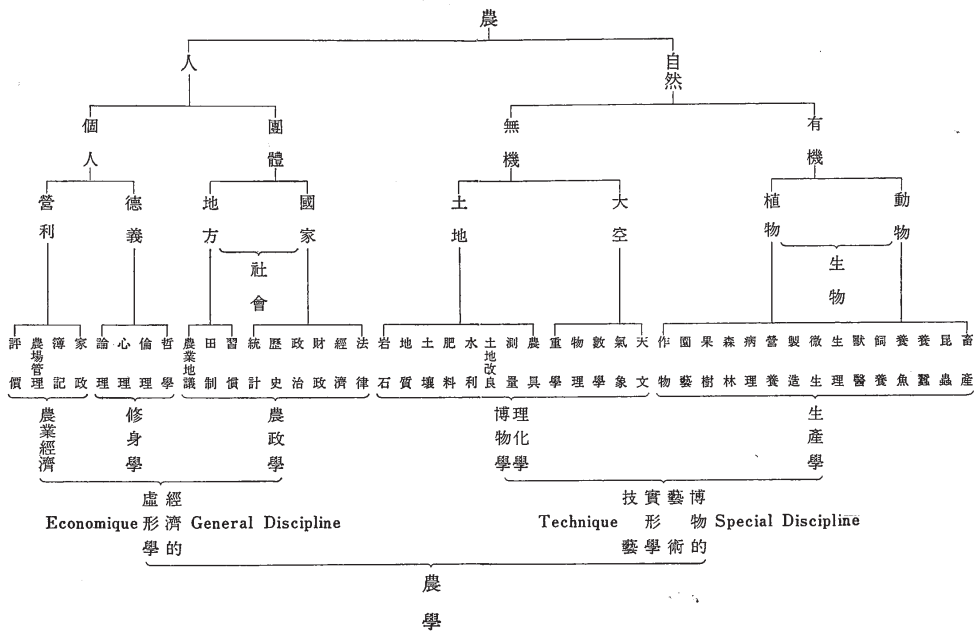 農
自然
人
有機
無機
團體
個人
動物
植物
生物
大空
土地
國家
地方
社會
德義
營利
畜產
昆蟲
養蠶
養魚
飼養
獸醫
生理
微生
製造
營養
病理
森林
果樹
園藝
作物
天文
氣象
數學
物理
重學
農具
測量
土地改良
水利
肥料
土壤
地質
岩石
法律
經濟
財政
政治
歷史
統計
習慣
田制
農業地議
哲學
倫理
心理
論理
家政
簿記
農場管理
評價
生產學
理化學
博物學
農政學
修身學
農業經濟
Special Discipline
博物的
藝術
實形學
技藝
Technique
General Discipline
經濟的
虛形學
Economique
農學